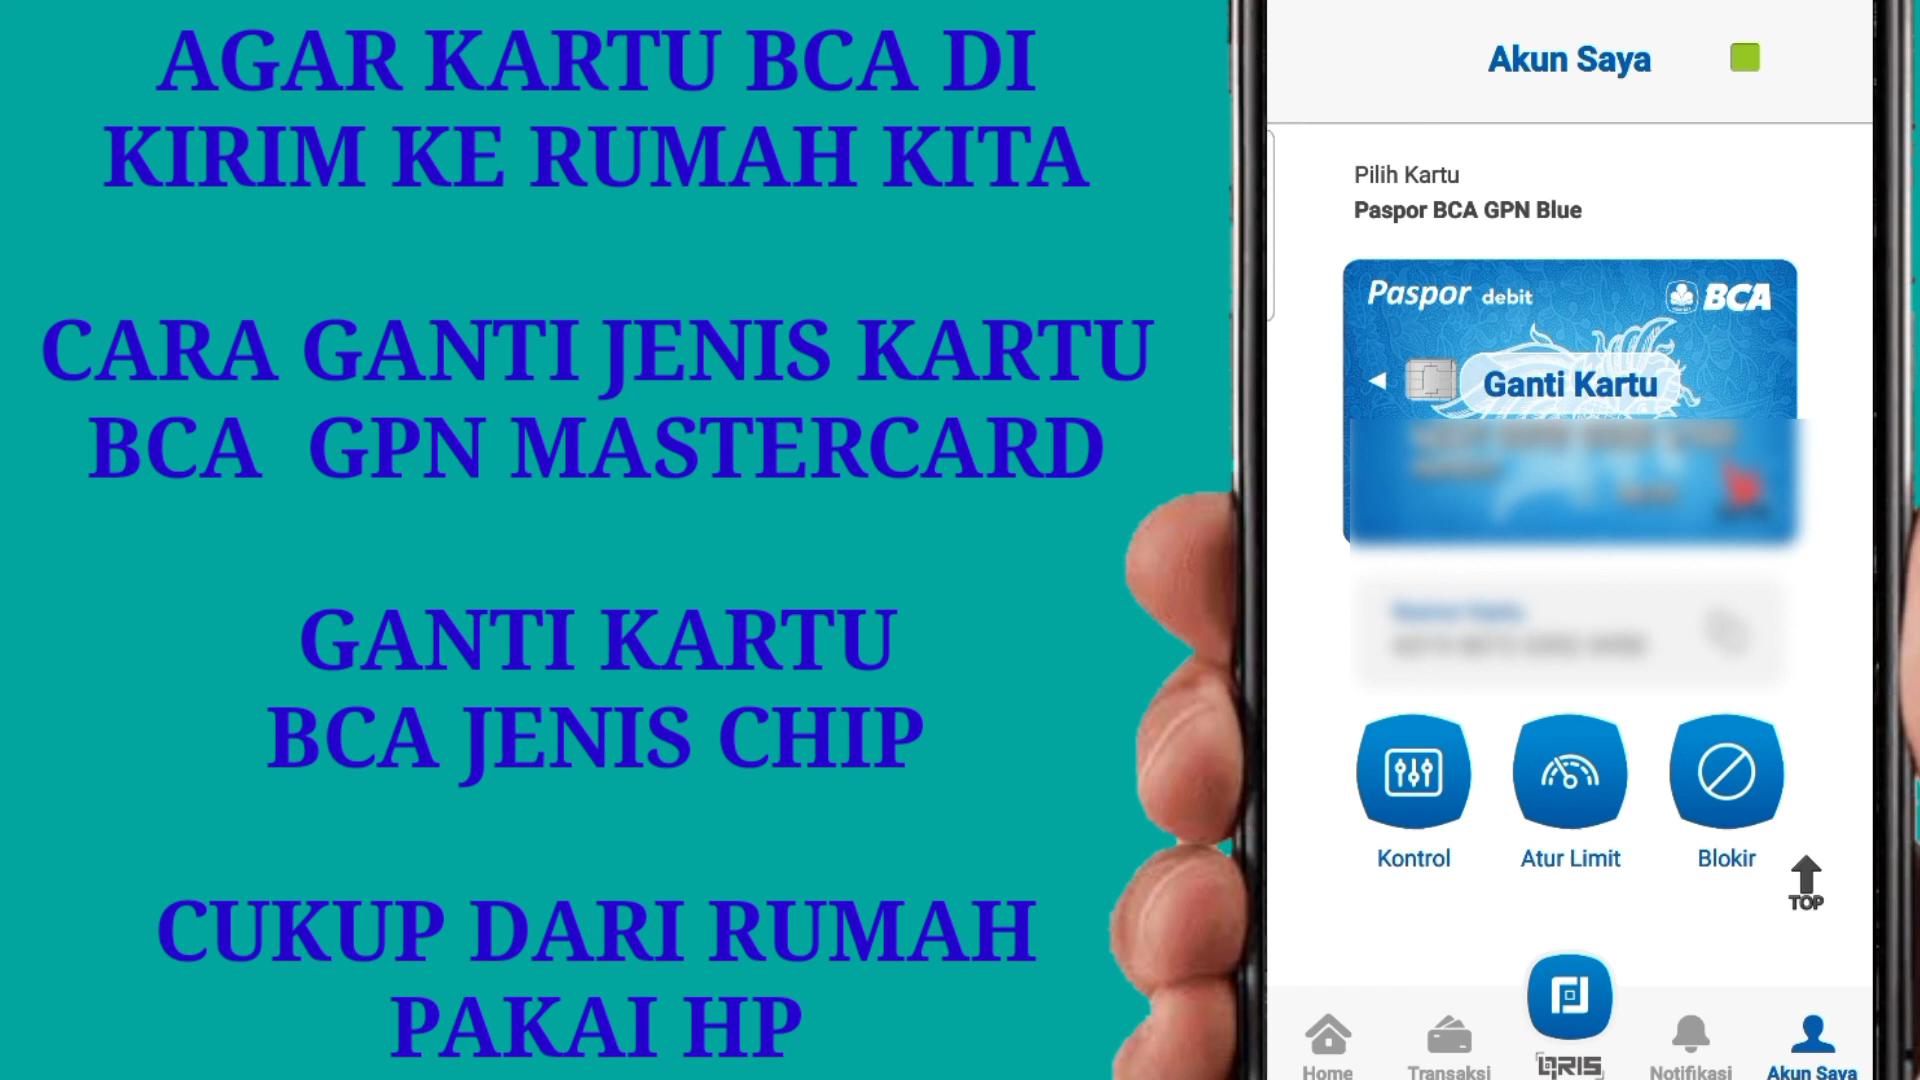 AGAR KARTU BCA DI
KIRIM KE RUMAH KITA
CARA GANTI JENIS KARTU
BCA GPN MASTERCARD
GANTI KARTU
BCA JENIS CHIP
CUKUP DARI RUMAH
PAKAI HP
Akun Saya
Pilih Kartu
Paspor BCA GPN Blue
Paspor debit BCA
Ganti Kartu
Kontrol Atur Limit Blokir
TOP
Home Transaksi QRIS Notifikasi Akun Saya